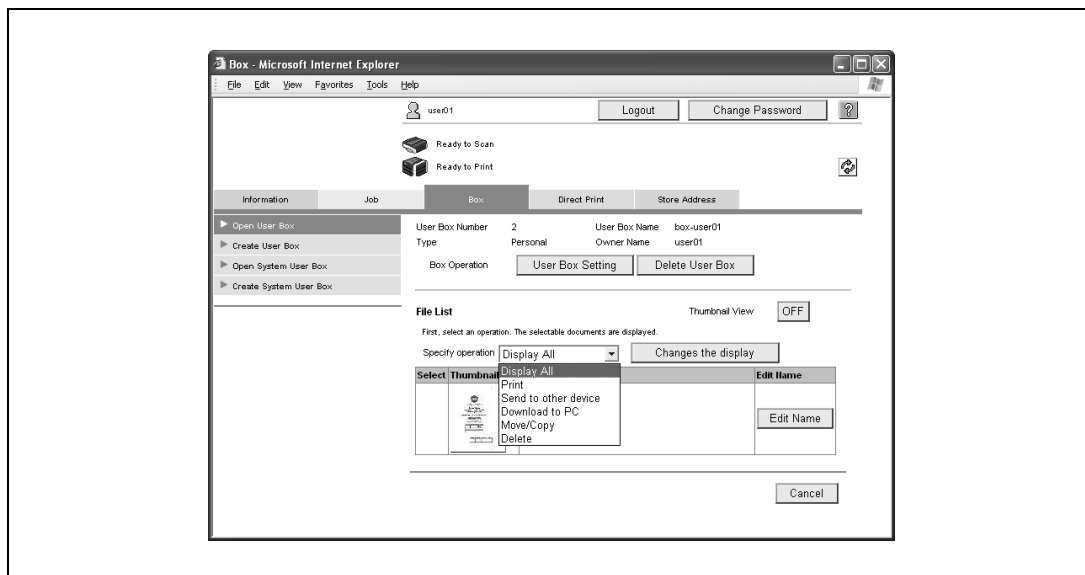 Box - Microsoft Internet Explorer
File Edit View Favorites Tools Help
user01 Logout Change Password ?
Ready to Scan
Ready to Print
Information Job Box Direct Print Store Address
Open User Box
Create User Box
Open System User Box
Create System User Box
User Box Number 2 User Box Name box-user01
Type Personal Owner Name user01
Box Operation User Box Setting Delete User Box
File List Thumbnail View OFF
First, select an operation. The selectable documents are displayed.
Specify operation Display All Changes the display
Select Thumbnail Edit Name
Display All
Print
Send to other device
Download to PC
Move/Copy
Delete
Edit Name
Cancel